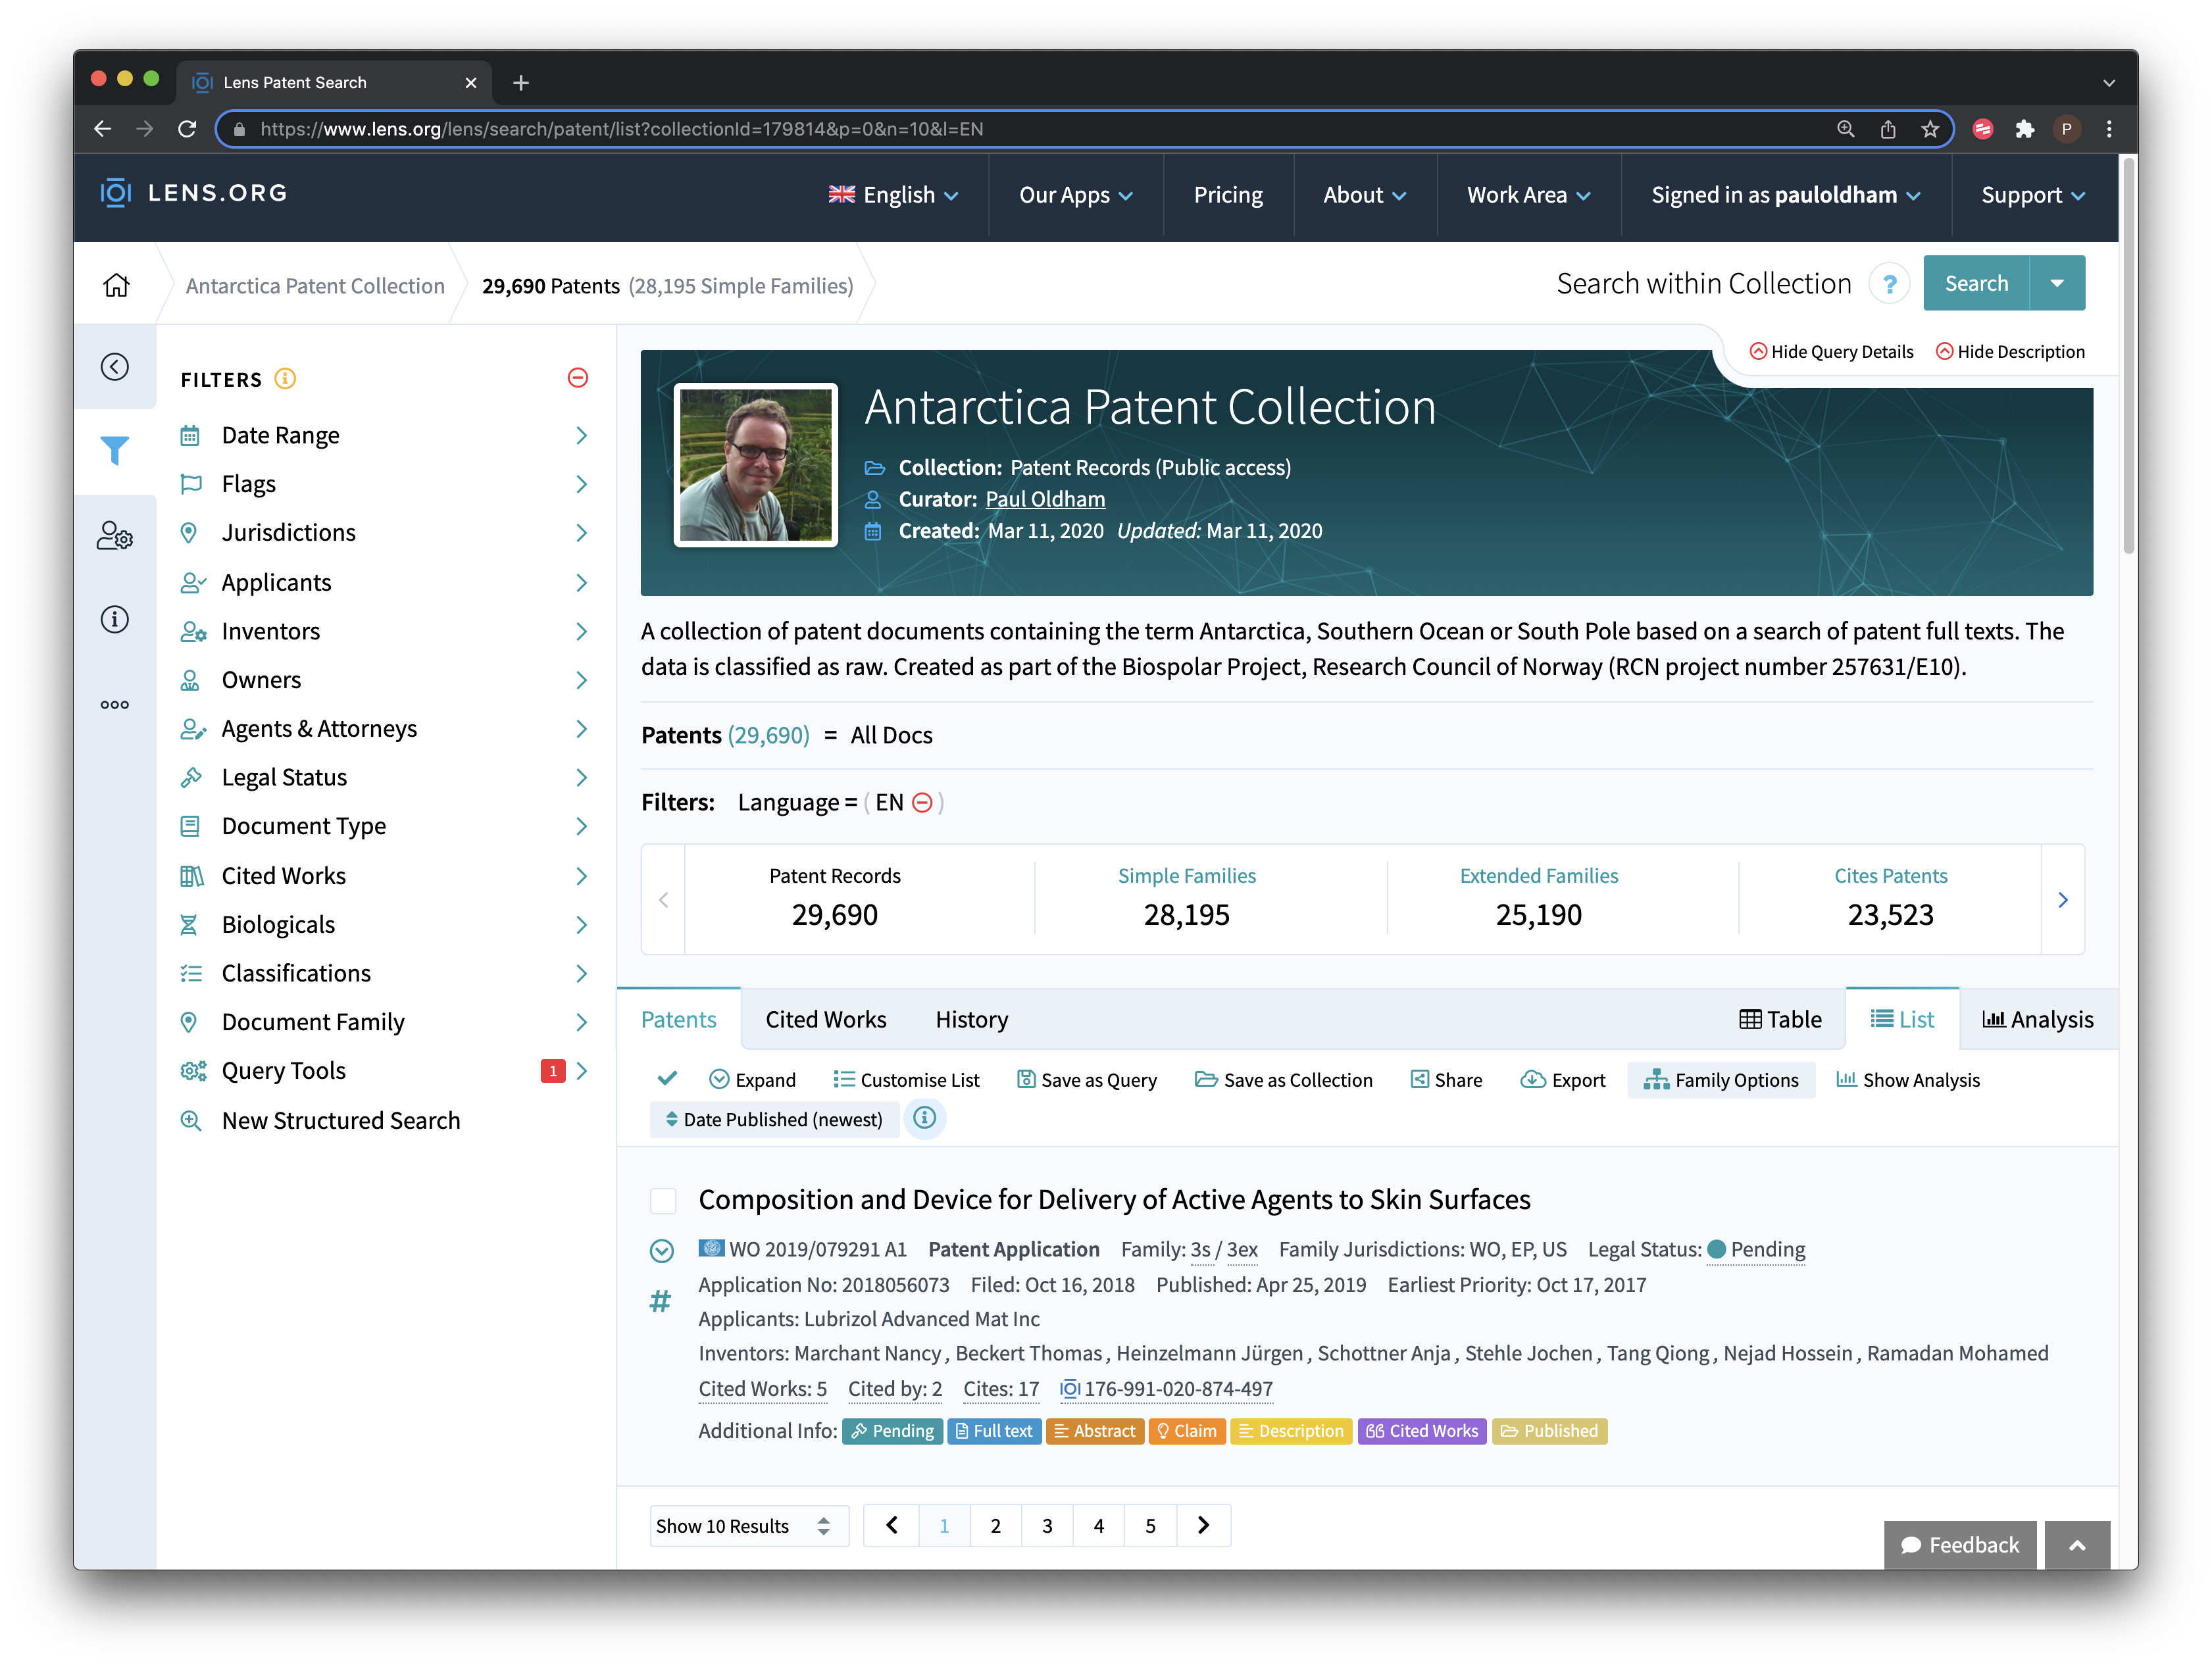 Lens Patent Search
https://www.lens.org/lens/search/patent/list?collectionId=179814&p=0&n=10&l=EN
P
LENS.ORG
English
Our Apps
Pricing
About
Work Area
Signed in as pauloldham
Support
Antarctica Patent Collection
29,690 Patents (28,195 Simple Families)
Search within Collection
?
Search
Hide Query Details
Hide Description
FILTERS
Date Range
Flags
Jurisdictions
Applicants
Inventors
Owners
Agents & Attorneys
Legal Status
Document Type
Cited Works
Biologicals
Classifications
Document Family
Query Tools 1
New Structured Search
Antarctica Patent Collection
Collection: Patent Records (Public access)
Curator: Paul Oldham
Created: Mar 11, 2020 Updated: Mar 11, 2020
A collection of patent documents containing the term Antarctica, Southern Ocean or South Pole based on a search of patent full texts. The
data is classified as raw. Created as part of the Biospolar Project, Research Council of Norway (RCN project number 257631/E10).
Patents (29,690) = All Docs
Filters: Language = ( EN )
Patent Records
29,690
Simple Families
28,195
Extended Families
25,190
Cites Patents
23,523
Patents
Cited Works
History
Table
List
Analysis
Expand
Customise List
Save as Query
Save as Collection
Share
Export
Family Options
Show Analysis
Date Published (newest)
Composition and Device for Delivery of Active Agents to Skin Surfaces
WO 2019/079291 A1 Patent Application Family: 3s / 3ex Family Jurisdictions: WO, EP, US Legal Status: Pending
#
Application No: 2018056073 Filed: Oct 16, 2018 Published: Apr 25, 2019 Earliest Priority: Oct 17, 2017
Applicants: Lubrizol Advanced Mat Inc
Inventors: Marchant Nancy , Beckert Thomas , Heinzelmann Jürgen , Schottner Anja , Stehle Jochen , Tang Qiong , Nejad Hossein , Ramadan Mohamed
Cited Works: 5 Cited by: 2 Cites: 17 176-991-020-874-497
Additional Info: Pending Full text Abstract Claim Description Cited Works Published
Show 10 Results
1 2 3 4 5
Feedback